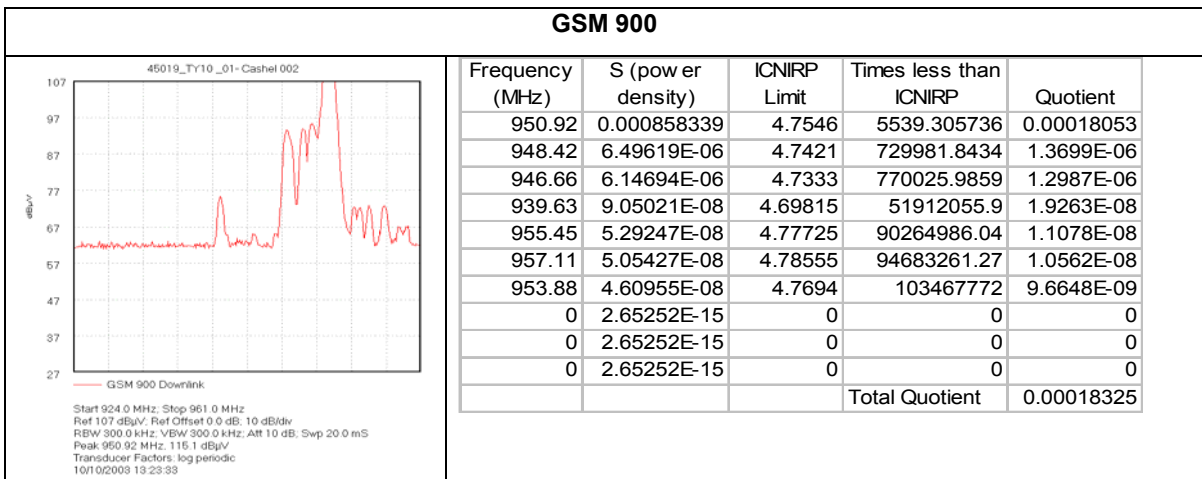 GSM 900
45019_TY10 _01- Cashel 002
107
97
87
77
67
57
47
37
27
dBµV
GSM 900 Downlink
Start 924.0 MHz; Stop 961.0 MHz
Ref 107 dBµV; Ref Offset 0.0 dB; 10 dB/div
RBW 300.0 kHz; VBW 300.0 kHz; Att 10 dB; Swp 20.0 mS
Peak 950.92 MHz, 115.1 dBµV
Transducer Factors: log periodic
10/10/2003 13:23:33
Frequency (MHz) S (power density) ICNIRP Limit Times less than ICNIRP Quotient
950.92 0.000858339 4.7546 5539.305736 0.00018053
948.42 6.49619E-06 4.7421 729981.8434 1.3699E-06
946.66 6.14694E-06 4.7333 770025.9859 1.2987E-06
939.63 9.05021E-08 4.69815 51912055.9 1.9263E-08
955.45 5.29247E-08 4.77725 90264986.04 1.1078E-08
957.11 5.05427E-08 4.78555 94683261.27 1.0562E-08
953.88 4.60955E-08 4.7694 103467772 9.6648E-09
0 2.65252E-15 0 0 0
0 2.65252E-15 0 0 0
0 2.65252E-15 0 0 0
Total Quotient 0.00018325